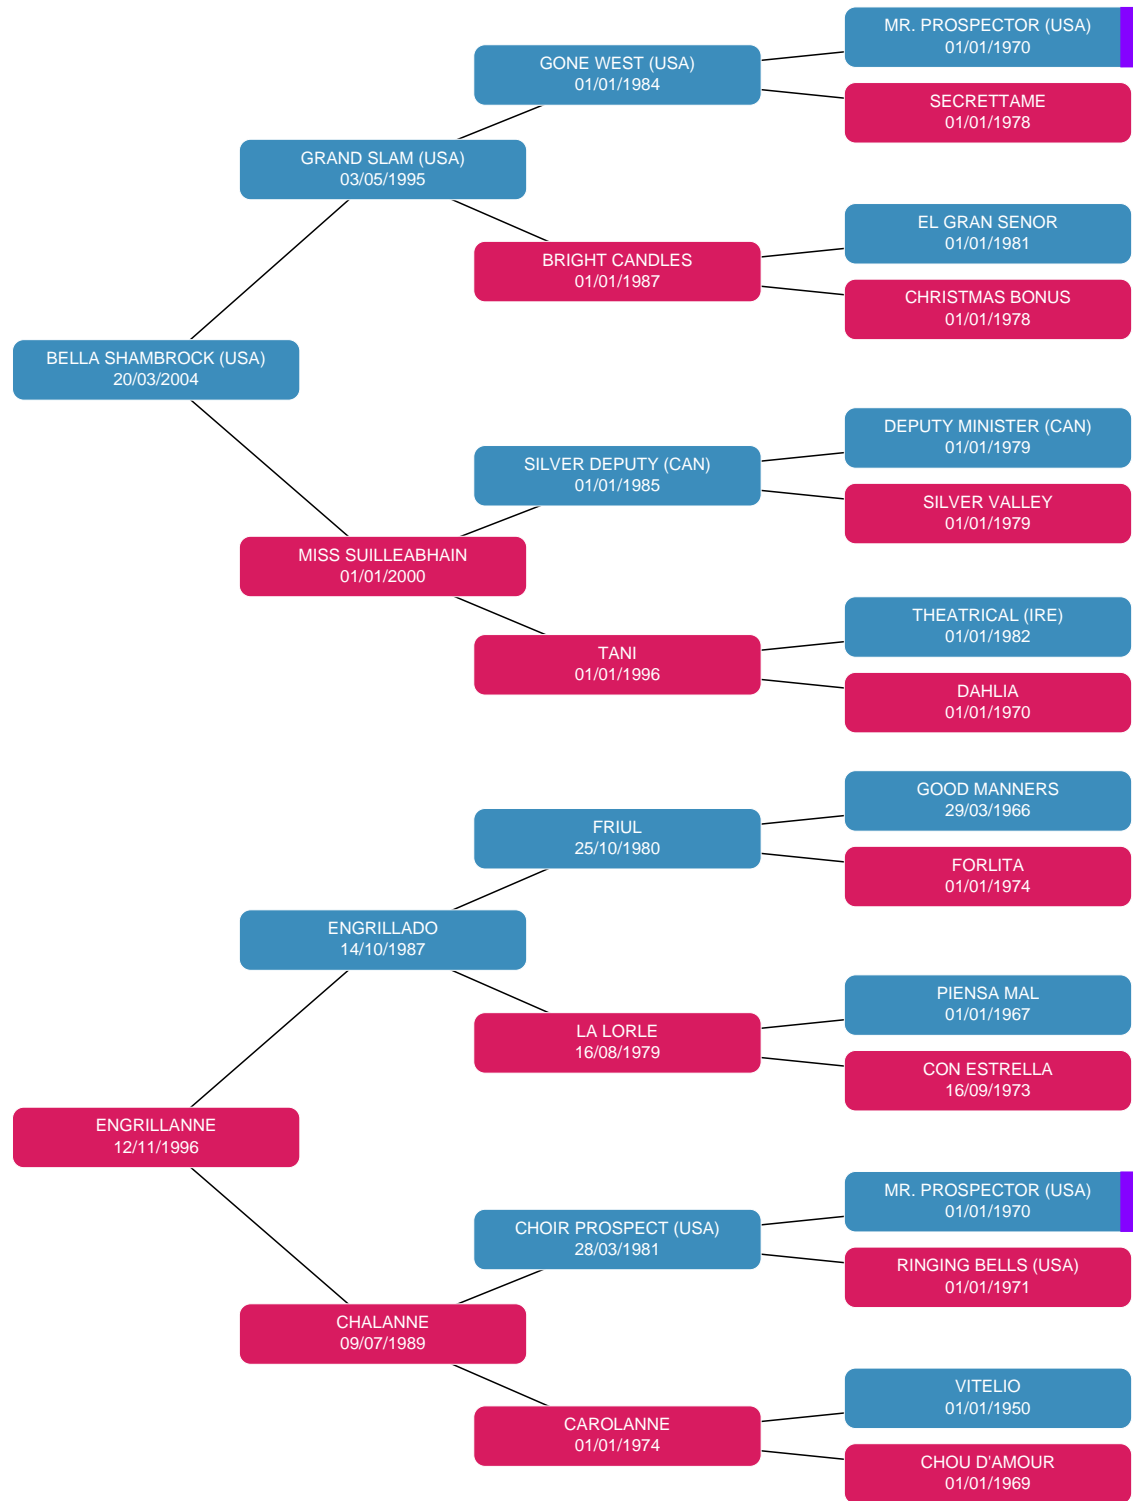 MR. PROSPECTOR (USA)
01/01/1970
GONE WEST (USA)
01/01/1984
SECRETTAME
01/01/1978
GRAND SLAM (USA)
03/05/1995
EL GRAN SENOR
01/01/1981
BRIGHT CANDLES
01/01/1987
CHRISTMAS BONUS
01/01/1978
BELLA SHAMBROCK (USA)
20/03/2004
DEPUTY MINISTER (CAN)
01/01/1979
SILVER DEPUTY (CAN)
01/01/1985
SILVER VALLEY
01/01/1979
MISS SUILLEABHAIN
01/01/2000
THEATRICAL (IRE)
01/01/1982
TANI
01/01/1996
DAHLIA
01/01/1970
GOOD MANNERS
29/03/1966
FRIUL
25/10/1980
FORLITA
01/01/1974
ENGRILLADO
14/10/1987
PIENSA MAL
01/01/1967
LA LORLE
16/08/1979
CON ESTRELLA
16/09/1973
ENGRILLANNE
12/11/1996
MR. PROSPECTOR (USA)
01/01/1970
CHOIR PROSPECT (USA)
28/03/1981
RINGING BELLS (USA)
01/01/1971
CHALANNE
09/07/1989
VITELIO
01/01/1950
CAROLANNE
01/01/1974
CHOU D'AMOUR
01/01/1969